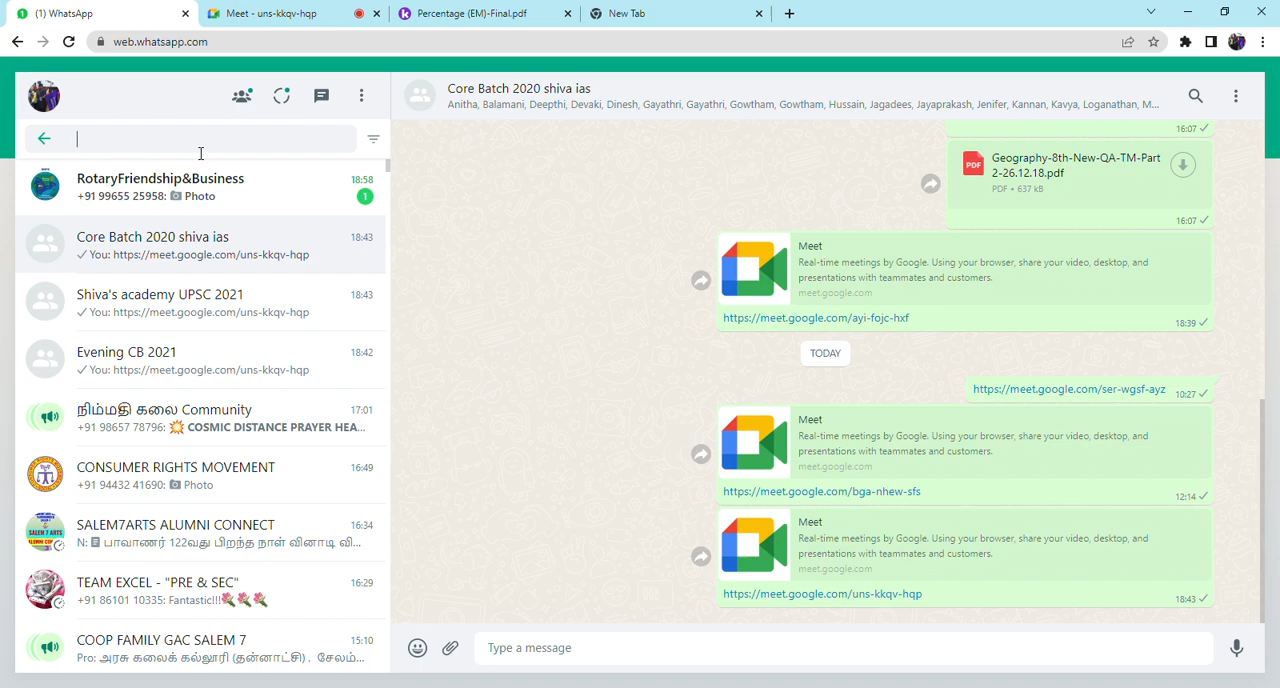 (1) WhatsApp
Meet - uns-kkqv-hqp
Percentage (EM)-Final.pdf
New Tab
web.whatsapp.com
RotaryFriendship&Business 18:58
+91 99655 25958: Photo 1
Core Batch 2020 shiva ias 18:43
You: https://meet.google.com/uns-kkqv-hqp
Shiva's academy UPSC 2021 18:43
You: https://meet.google.com/uns-kkqv-hqp
Evening CB 2021 18:42
You: https://meet.google.com/uns-kkqv-hqp
நிம்மதி கலை Community 17:01
+91 98657 78796: 💥 COSMIC DISTANCE PRAYER HEA...
CONSUMER RIGHTS MOVEMENT 16:49
+91 94432 41690: Photo
SALEM7ARTS ALUMNI CONNECT 16:34
N: பாவாணர் 122வது பிறந்த நாள் வினாடி வி...
TEAM EXCEL - "PRE & SEC" 16:29
+91 86101 10335: Fantastic!!!💐💐💐
COOP FAMILY GAC SALEM 7 15:10
Pro: அரசு கலைக் கல்லூரி (தன்னாட்சி), சேலம்...
Core Batch 2020 shiva ias
Anitha, Balamani, Deepthi, Devaki, Dinesh, Gayathri, Gayathri, Gowtham, Gowtham, Hussain, Jagadees, Jayaprakash, Jenifer, Kannan, Kavya, Loganathan, M...
16:07
PDF
Geography-8th-New-QA-TM-Part
2-26.12.18.pdf
PDF • 637 kB
16:07
Meet
Real-time meetings by Google. Using your browser, share your video, desktop, and
presentations with teammates and customers.
meet.google.com
https://meet.google.com/ayi-fojc-hxf
18:39
TODAY
https://meet.google.com/ser-wgsf-ayz 10:27
Meet
Real-time meetings by Google. Using your browser, share your video, desktop, and
presentations with teammates and customers.
meet.google.com
https://meet.google.com/bga-nhew-sfs
12:14
Meet
Real-time meetings by Google. Using your browser, share your video, desktop, and
presentations with teammates and customers.
meet.google.com
https://meet.google.com/uns-kkqv-hqp
18:43
Type a message